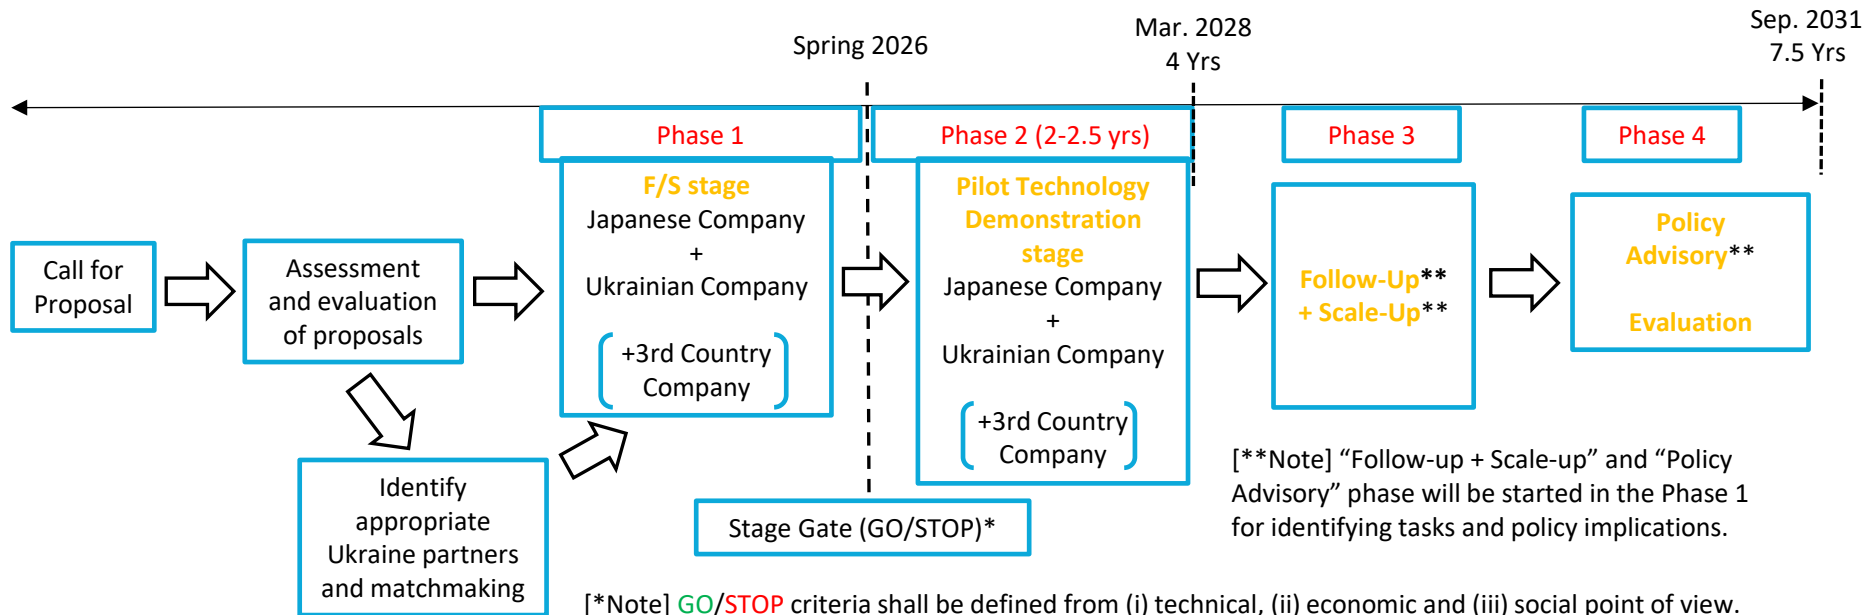 Spring 2026
Mar. 2028
4 Yrs
Sep. 2031
7.5 Yrs
Phase 1
Phase 2 (2-2.5 yrs)
Phase 3
Phase 4
Call for
Proposal
Assessment
and evaluation
of proposals
Identify
appropriate
Ukraine partners
and matchmaking
F/S stage
Japanese Company
+
Ukrainian Company
+3rd Country
Company
Stage Gate (GO/STOP)*
Pilot Technology
Demonstration
stage
Japanese Company
+
Ukrainian Company
+3rd Country
Company
Follow-Up**
+ Scale-Up**
Policy
Advisory**
Evaluation
[**Note] “Follow-up + Scale-up” and “Policy
Advisory” phase will be started in the Phase 1
for identifying tasks and policy implications.
[*Note] GO/STOP criteria shall be defined from (i) technical, (ii) economic and (iii) social point of view.